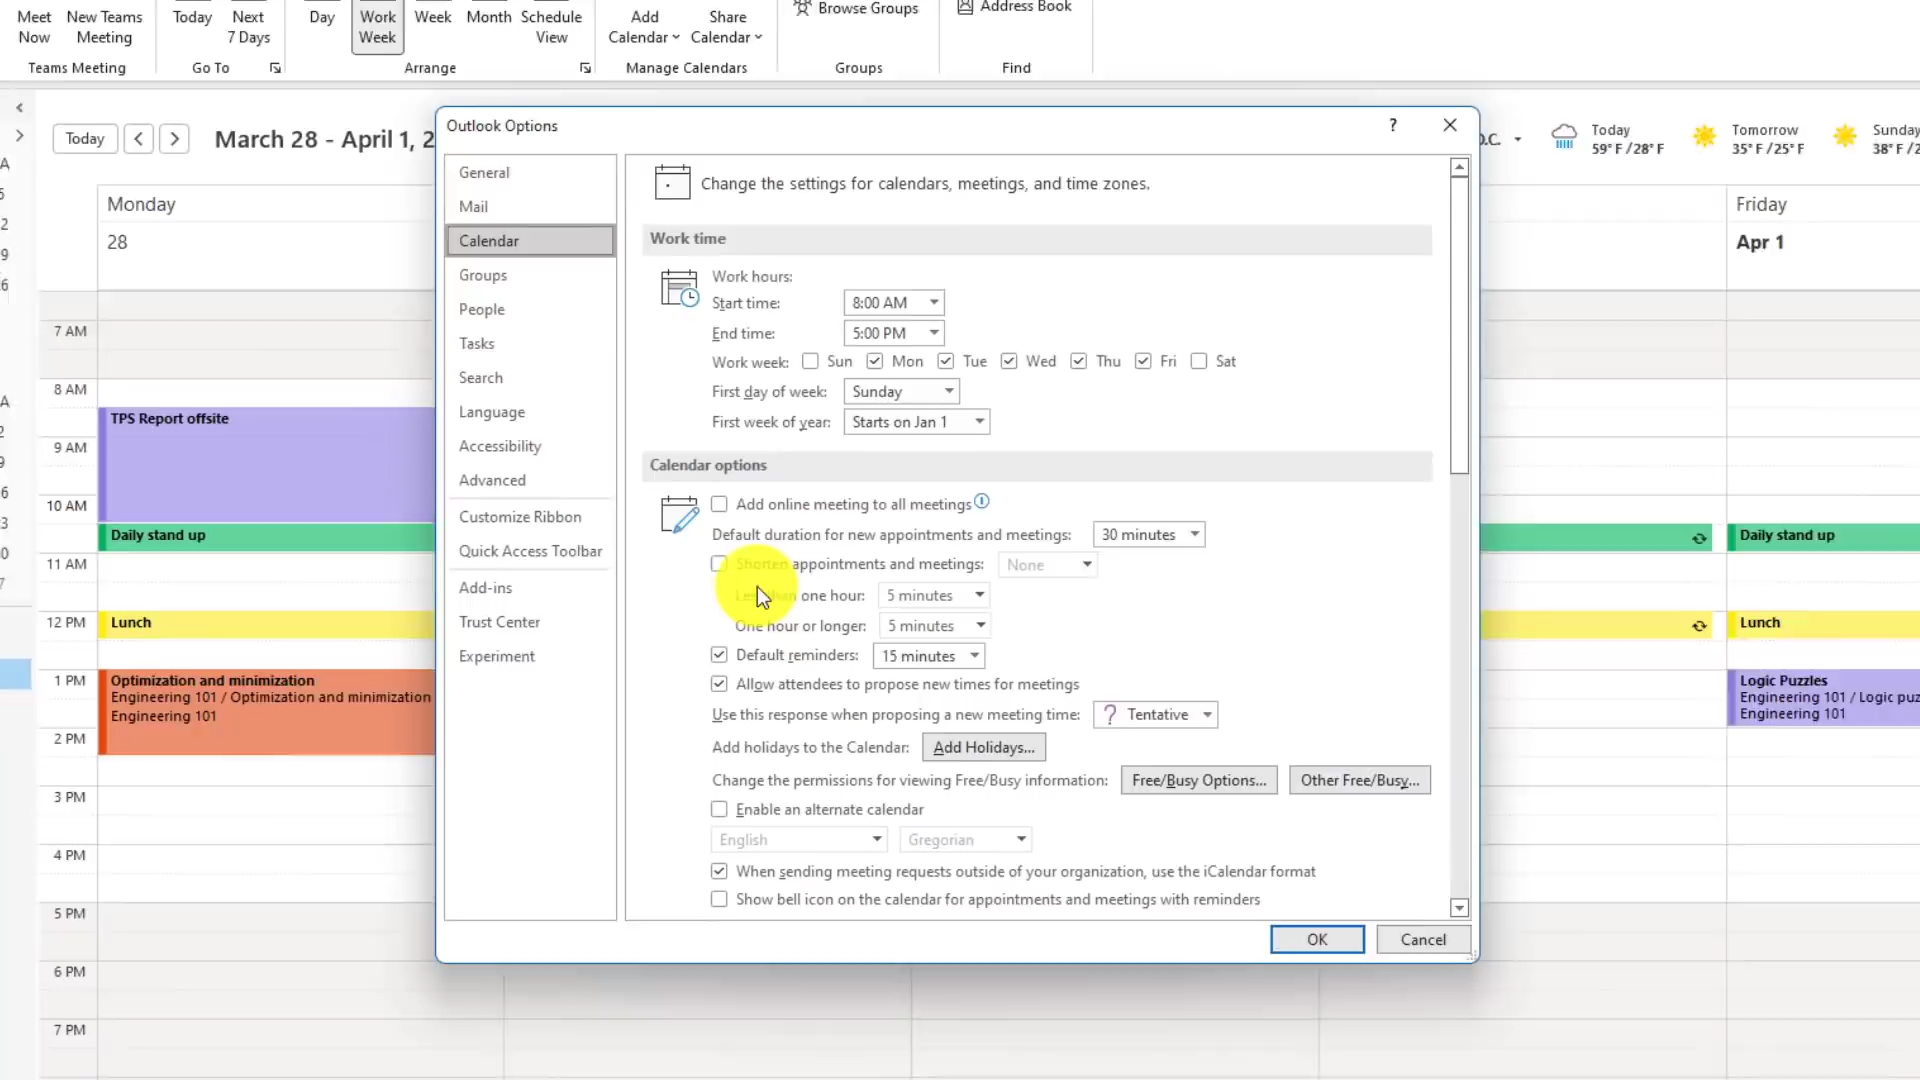 Meet Now
New Teams Meeting
Today
Next 7 Days
Day
Work Week
Week
Month
Schedule View
Add Calendar
Share Calendar
Browse Groups
Address Book
Teams Meeting
Go To
Arrange
Manage Calendars
Groups
Find
Today
March 28 - April 1, 2
Today 59° F /28° F
Tomorrow 35° F /25° F
Sunday
Monday
28
Friday
Apr 1
7 AM
8 AM
9 AM
10 AM
11 AM
12 PM
1 PM
2 PM
3 PM
4 PM
5 PM
6 PM
7 PM
TPS Report offsite
Daily stand up
Lunch
Optimization and minimization
Engineering 101 / Optimization and minimization
Engineering 101
Outlook Options
?
General
Mail
Calendar
Groups
People
Tasks
Search
Language
Accessibility
Advanced
Customize Ribbon
Quick Access Toolbar
Add-ins
Trust Center
Experiment
Change the settings for calendars, meetings, and time zones.
Work time
Work hours:
Start time: 8:00 AM
End time: 5:00 PM
Work week: Sun Mon Tue Wed Thu Fri Sat
First day of week: Sunday
First week of year: Starts on Jan 1
Calendar options
Add online meeting to all meetings
Default duration for new appointments and meetings: 30 minutes
Shorten appointments and meetings: None
Less than one hour: 5 minutes
One hour or longer: 5 minutes
Default reminders: 15 minutes
Allow attendees to propose new times for meetings
Use this response when proposing a new meeting time: ? Tentative
Add holidays to the Calendar: Add Holidays...
Change the permissions for viewing Free/Busy information: Free/Busy Options... Other Free/Busy...
Enable an alternate calendar
English Gregorian
When sending meeting requests outside of your organization, use the iCalendar format
Show bell icon on the calendar for appointments and meetings with reminders
OK Cancel
Daily stand up
Lunch
Logic Puzzles
Engineering 101 / Logic puz
Engineering 101